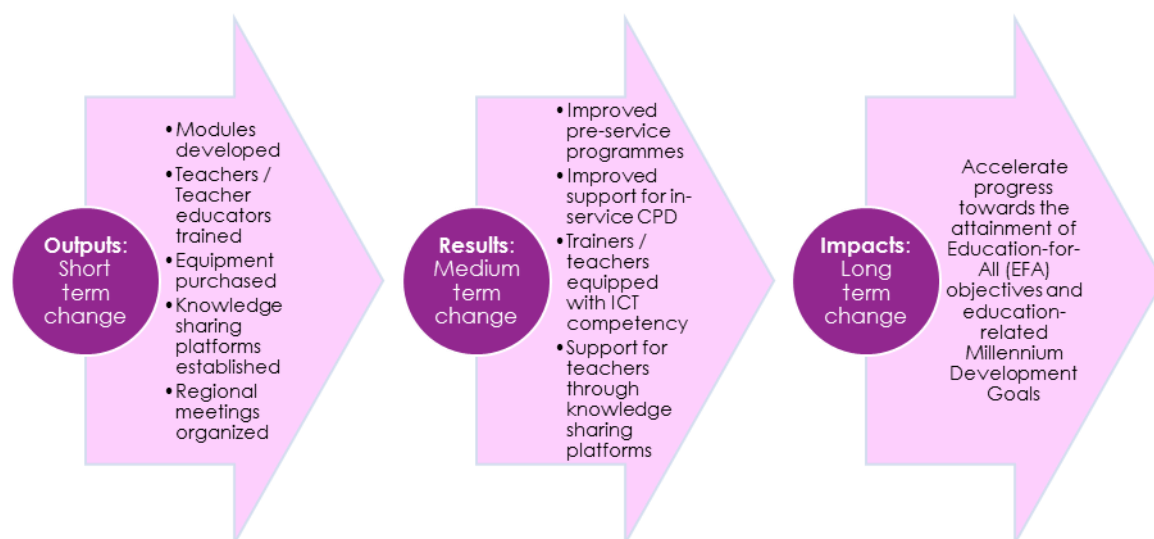 Outputs:
Short
term
change
•Modules
developed
•Teachers /
Teacher
educators
trained
•Equipment
purchased
•Knowledge
sharing
platforms
established
•Regional
meetings
organized
Results:
Medium
term
change
•Improved
pre-service
programmes
•Improved
support for in-
service CPD
•Trainers /
teachers
equipped
with ICT
competency
•Support for
teachers
through
knowledge
sharing
platforms
Impacts:
Long
term
change
Accelerate
progress
towards the
attainment of
Education-for-
All (EFA)
objectives and
education-
related
Millennium
Development
Goals